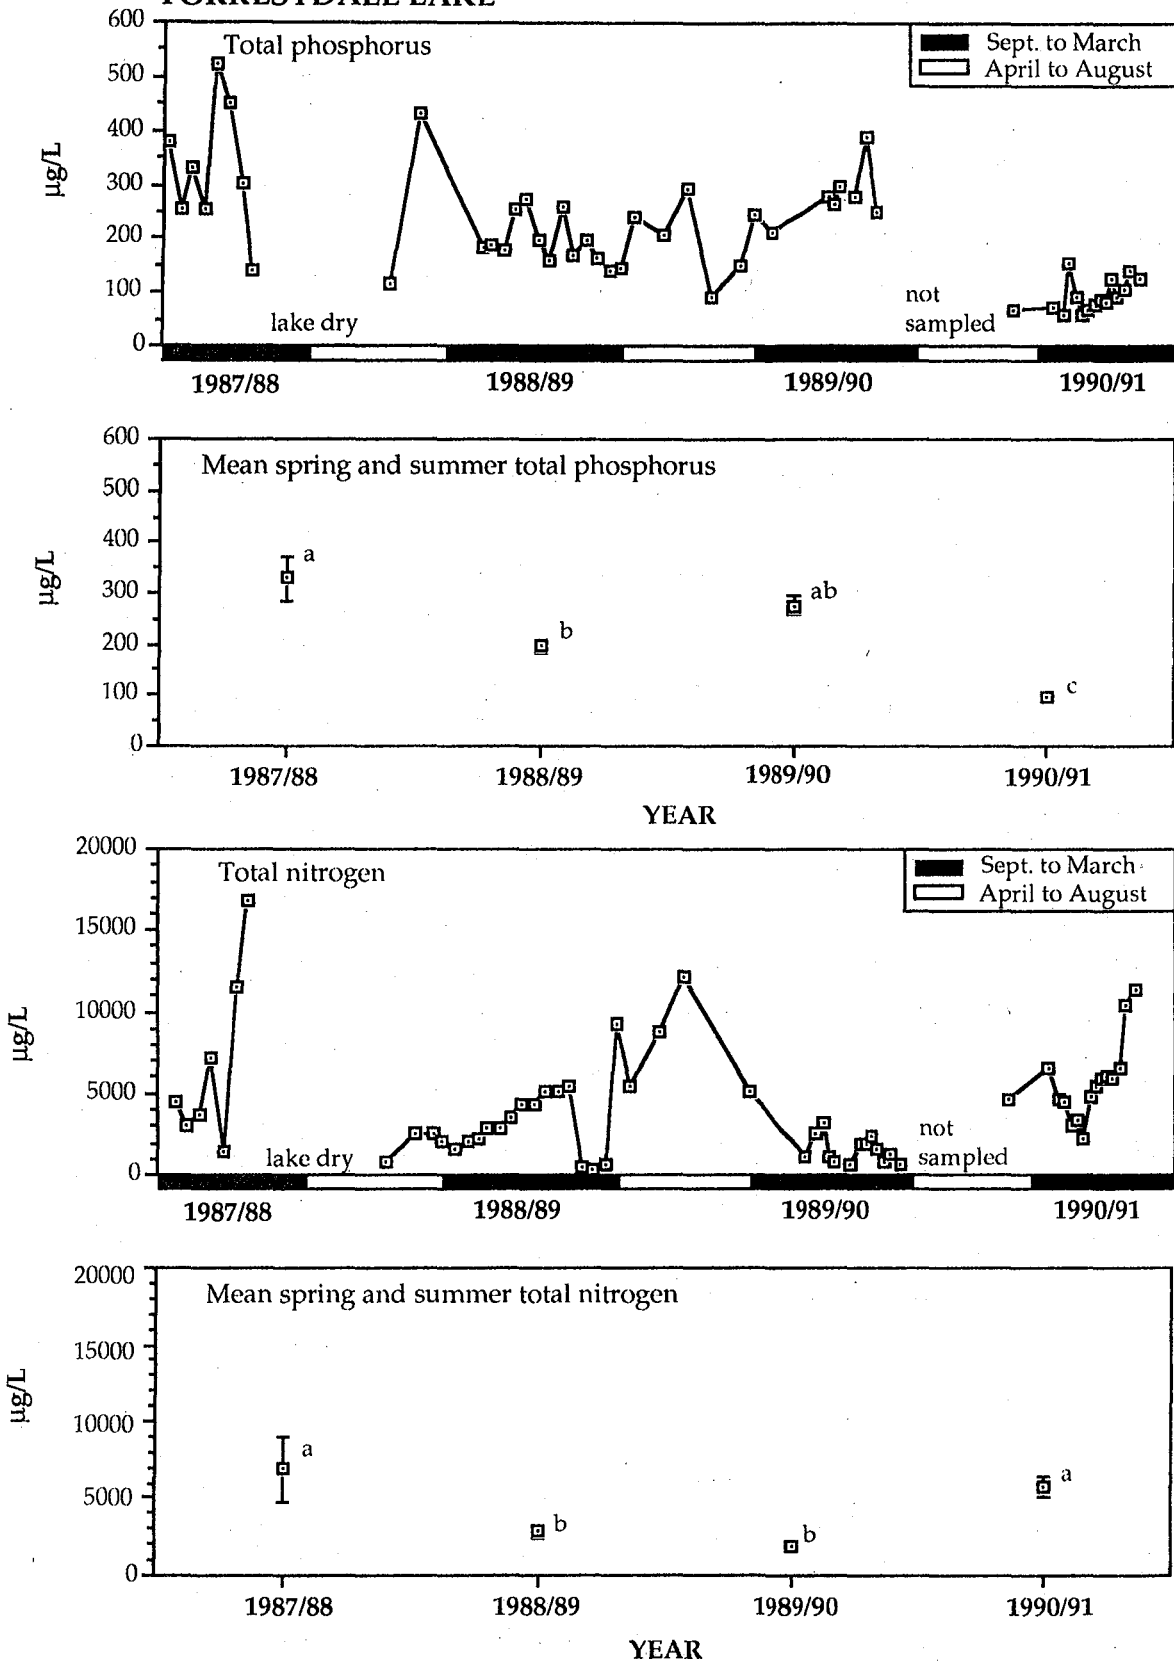 FORRESTDALE LAKE
600
Total phosphorus
Sept. to March
April to August
500
400
µg/L
300
200
100
lake dry
not
sampled
0
1987/88 1988/89 1989/90 1990/91
600
Mean spring and summer total phosphorus
500
400
a
µg/L
300
ab
b
200
100
c
0
1987/88 1988/89 1989/90 1990/91
YEAR
20000
Total nitrogen
Sept. to March
April to August
15000
10000
µg/L
5000
lake dry
not
sampled
0
1987/88 1988/89 1989/90 1990/91
20000
Mean spring and summer total nitrogen
15000
µg/L
10000
a
a
5000
b
b
0
1987/88 1988/89 1989/90 1990/91
YEAR